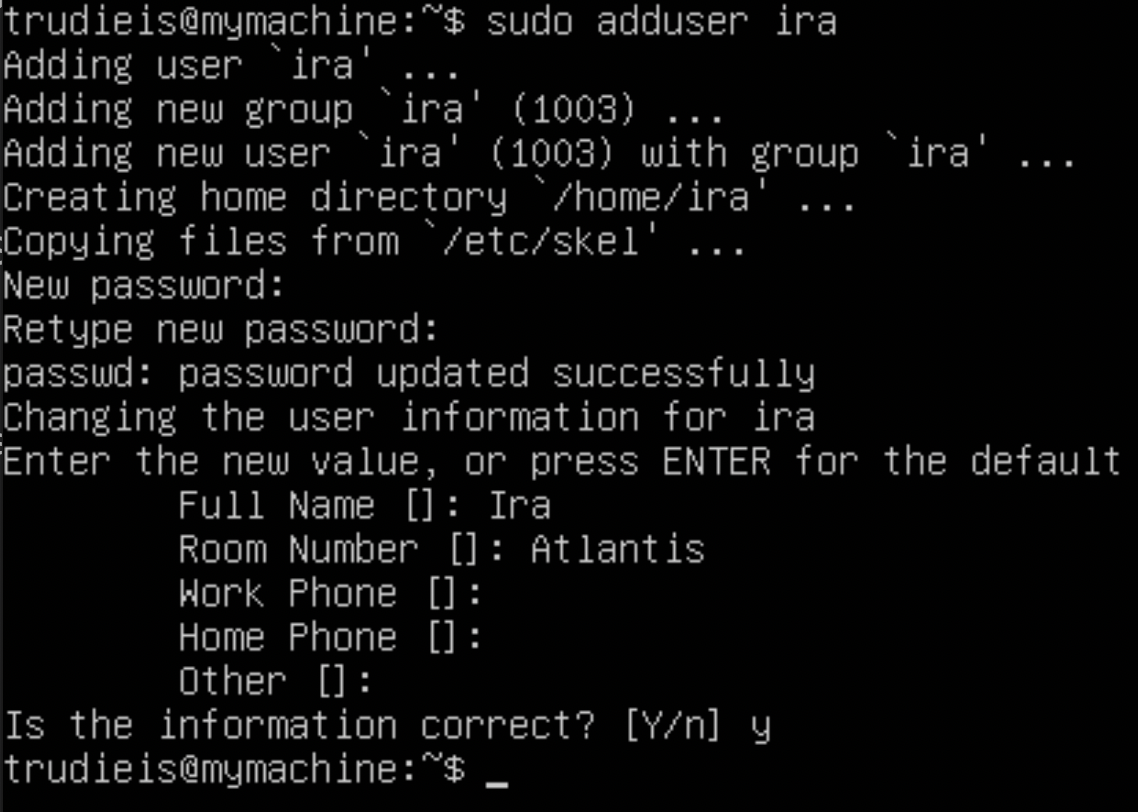 trudieis@mymachine:~$ sudo adduser ira
Adding user `ira' ...
Adding new group `ira' (1003) ...
Adding new user `ira' (1003) with group `ira' ...
Creating home directory `/home/ira' ...
Copying files from `/etc/skel' ...
New password:
Retype new password:
passwd: password updated successfully
Changing the user information for ira
Enter the new value, or press ENTER for the default
Full Name []: Ira
Room Number []: Atlantis
Work Phone []:
Home Phone []:
Other []:
Is the information correct? [Y/n] y
trudieis@mymachine:~$ _